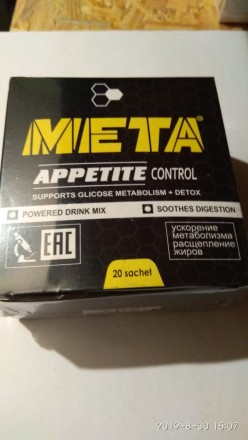 META®
APPETITE CONTROL
SUPPORTS GLICOSE METABOLISM + DETOX
POWERED DRINK MIX
SOOTHES DIGESTION
EAC
ускорение
метаболизма
расщепление
жиров
20 sachet
2019-8-30 15:07